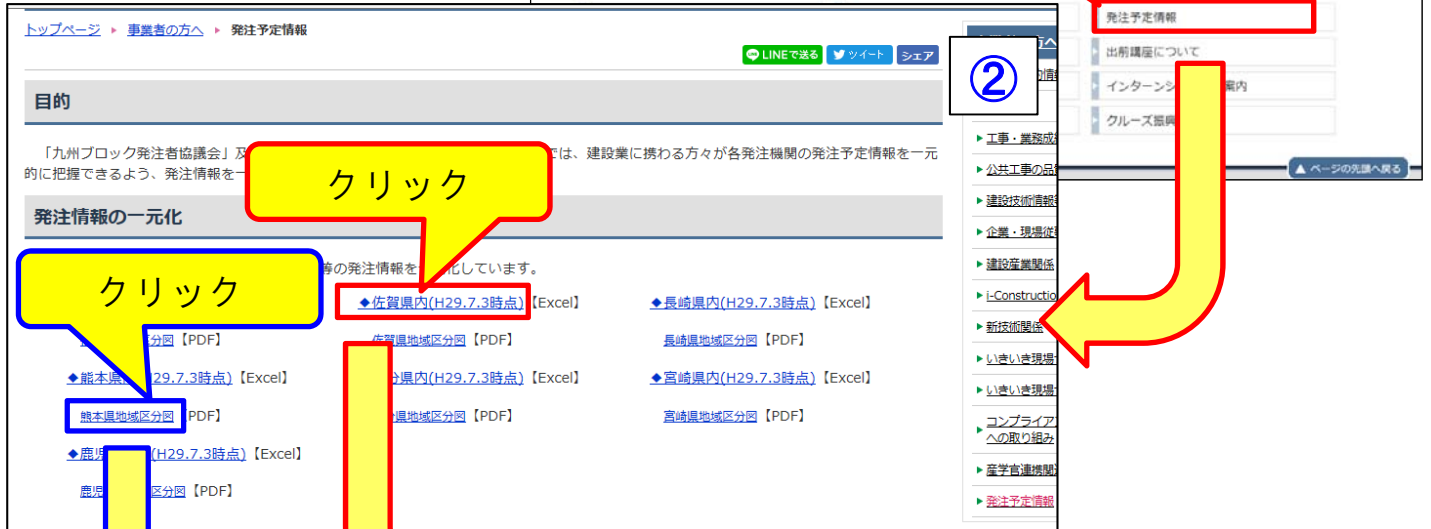 トップページ ▶ 事業者の方へ ▶ 発注予定情報
LINEで送る ツイート シェア
目的
「九州ブロック発注者協議会」及
では、建設業に携わる方々が各発注機関の発注予定情報を一元
的に把握できるよう、発注情報を一
クリック
発注情報の一元化
等の発注情報を
化しています。
クリック
◆佐賀県内(H29.7.3時点)【Excel】
◆長崎県内(H29.7.3時点)【Excel】
区分図【PDF】
佐賀県地域区分図【PDF】
長崎県地域区分図【PDF】
◆熊本県
29.7.3時点)【Excel】
県内(H29.7.3時点)【Excel】
◆宮崎県内(H29.7.3時点)【Excel】
熊本県地域区分図【PDF】
県地域区分図【PDF】
宮崎県地域区分図【PDF】
◆鹿児
(H29.7.3時点)【Excel】
鹿児
区分図【PDF】
②
▶工事・業務成
▶公共工事の品
▶建設技術情報
▶企業・現場従
▶建設産業関係
▶i-Constructio
▶新技術関係
▶いきいき現場
▶いきいき現場
▶コンプライア
への取り組み
▶産学官連携関
▶発注予定情報
発注予定情報
出前講座について
インターンシ
案内
クルーズ振興
▲ ページの先頭へ戻る